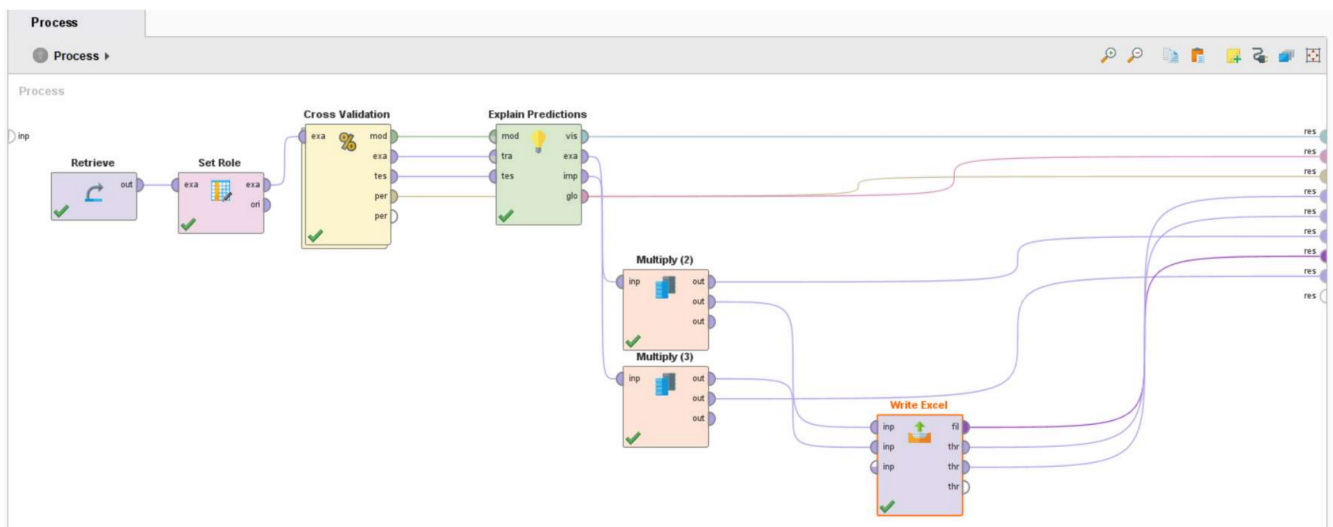 Process
Process
Process
inp
Retrieve
out
Set Role
exa exa
ori
Cross Validation
exa mod
exa
tes
per
per
Explain Predictions
mod vis
tra exa
tes imp
glo
Multiply (2)
inp out
out
out
Multiply (3)
inp out
out
out
Write Excel
inp fil
inp thr
inp thr
thr
res
res
res
res
res
res
res
res
res